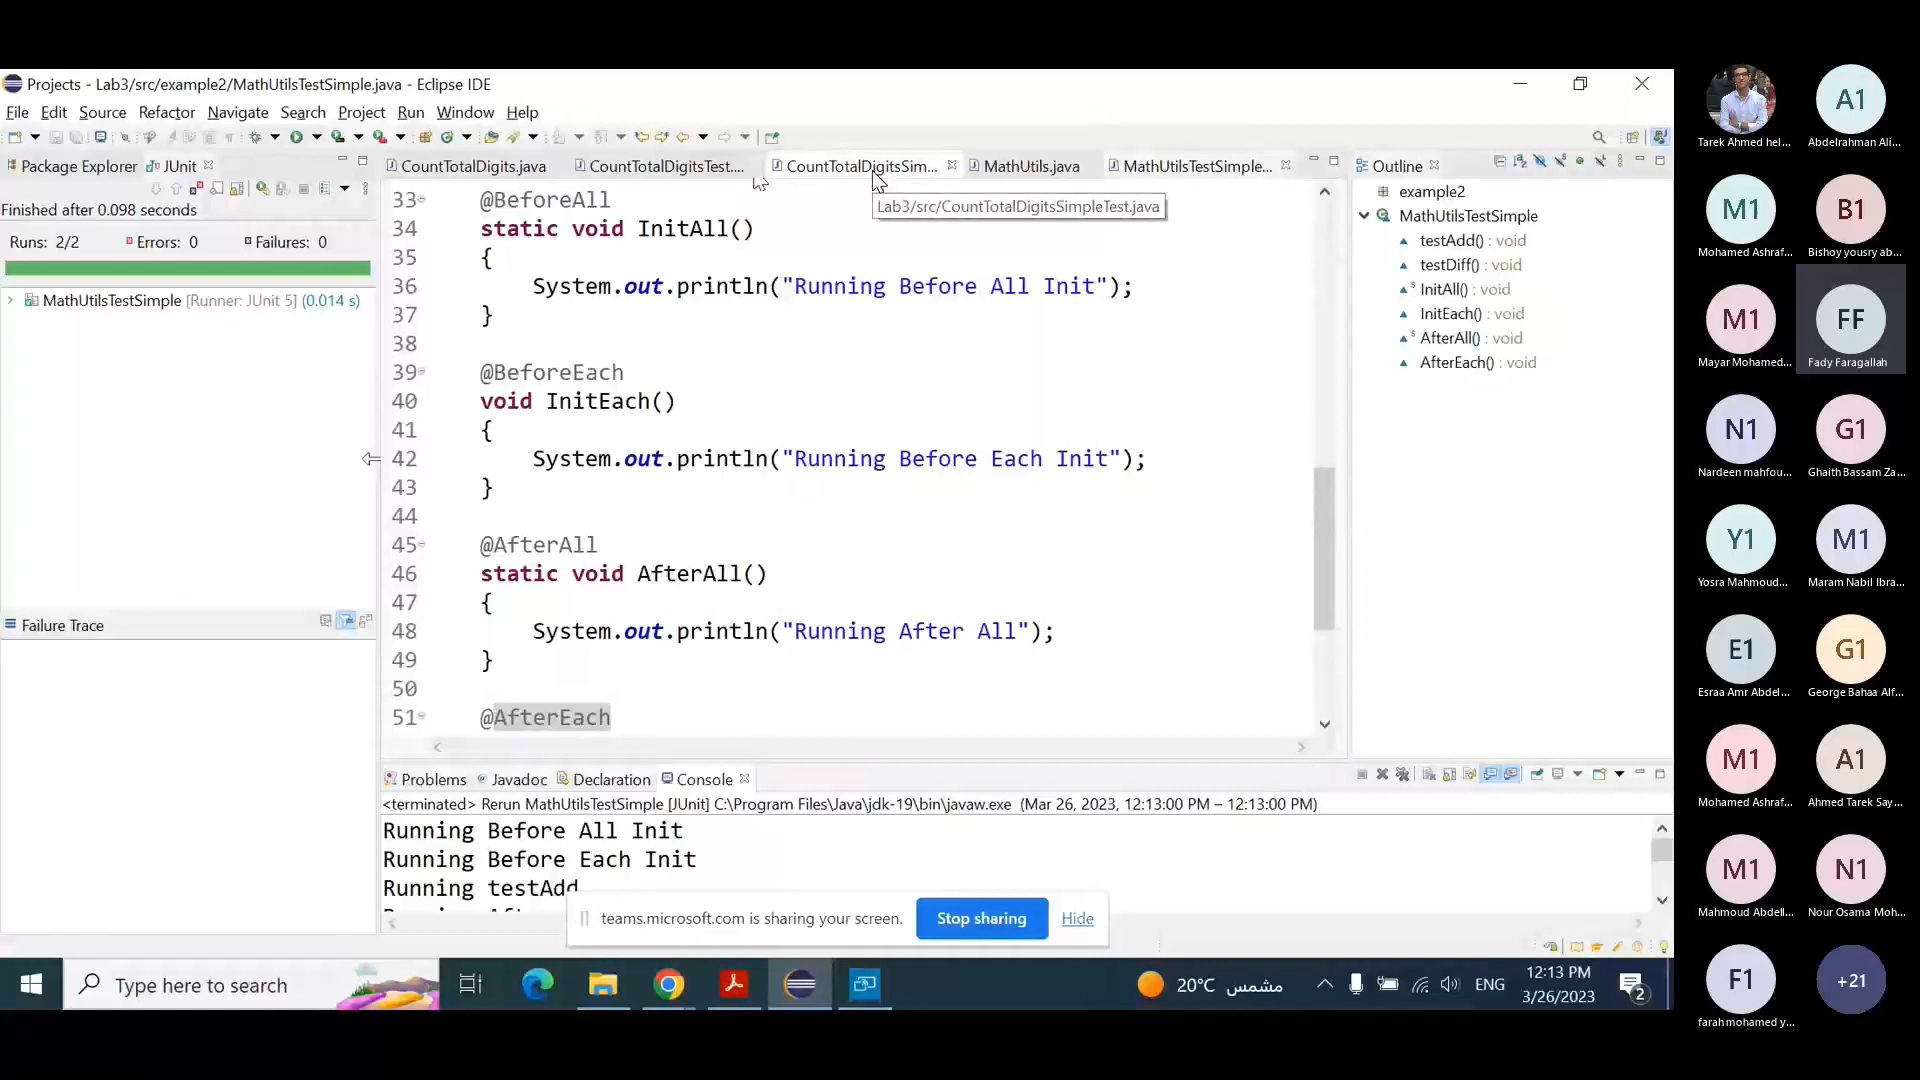 Projects - Lab3/src/example2/MathUtilsTestSimple.java - Eclipse IDE
File Edit Source Refactor Navigate Search Project Run Window Help
Package Explorer JUnit
CountTotalDigits.java CountTotalDigitsTest.... CountTotalDigitsSim... MathUtils.java MathUtilsTestSimple...
Lab3/src/CountTotalDigitsSimpleTest.java
Finished after 0.098 seconds
Runs: 2/2 Errors: 0 Failures: 0
MathUtilsTestSimple [Runner: JUnit 5] (0.014 s)
Failure Trace
33 @BeforeAll
34 static void InitAll()
35 {
36 System.out.println("Running Before All Init");
37 }
38
39 @BeforeEach
40 void InitEach()
41 {
42 System.out.println("Running Before Each Init");
43 }
44
45 @AfterAll
46 static void AfterAll()
47 {
48 System.out.println("Running After All");
49 }
50
51 @AfterEach
Outline
example2
MathUtilsTestSimple
testAdd() : void
testDiff() : void
InitAll() : void
InitEach() : void
AfterAll() : void
AfterEach() : void
Problems Javadoc Declaration Console
<terminated> Rerun MathUtilsTestSimple [JUnit] C:\Program Files\Java\jdk-19\bin\javaw.exe (Mar 26, 2023, 12:13:00 PM – 12:13:00 PM)
Running Before All Init
Running Before Each Init
Running testAdd
teams.microsoft.com is sharing your screen. Stop sharing Hide
Type here to search
20°C مشمس ENG
12:13 PM
3/26/2023
2
Tarek Ahmed hel...
A1
Abdelrahman Ali...
M1
Mohamed Ashraf...
B1
Bishoy yousry ab...
M1
Mayar Mohamed...
FF
Fady Faragallah
N1
Nardeen mahfou...
G1
Ghaith Bassam Za...
Y1
Yosra Mahmoud...
M1
Maram Nabil Ibra...
E1
Esraa Amr Abdel...
G1
George Bahaa Alf...
M1
Mohamed Ashraf...
A1
Ahmed Tarek Say...
M1
Mahmoud Abdell...
N1
Nour Osama Moh...
F1
farah mohamed y...
+21